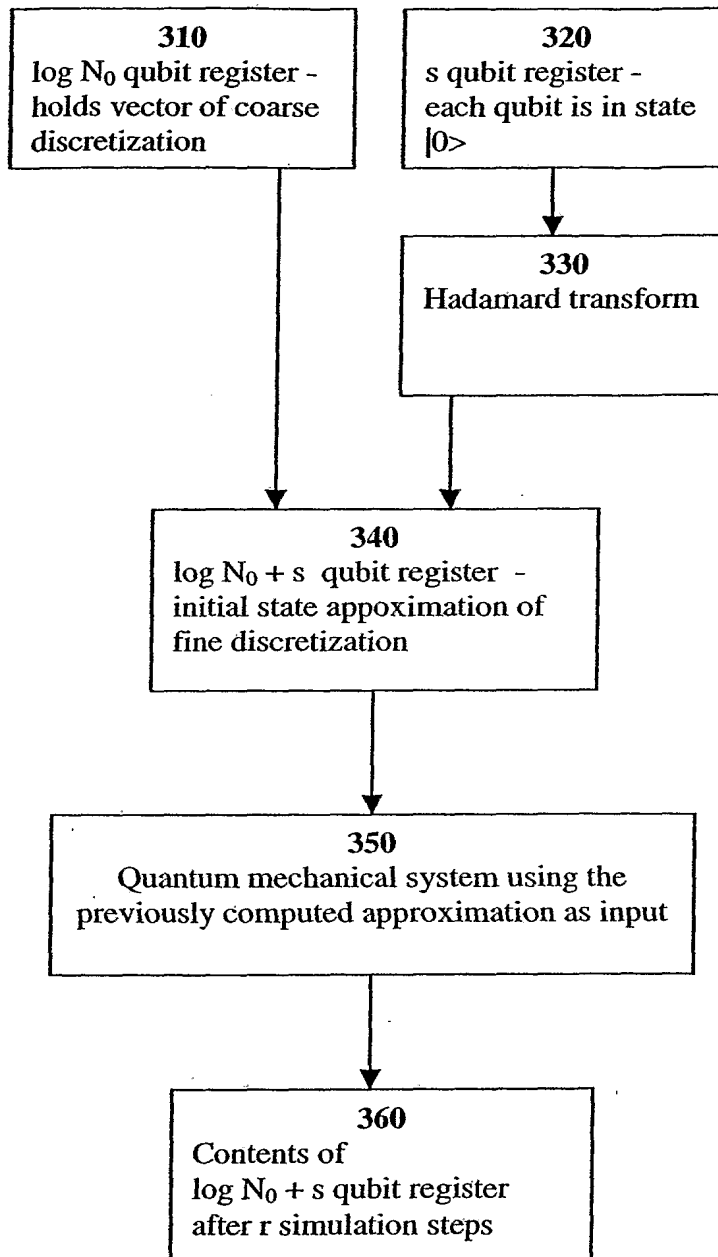 310
log N₀ qubit register -
holds vector of coarse
discretization
320
s qubit register -
each qubit is in state
|0>
330
Hadamard transform
340
log N₀ + s qubit register -
initial state appoximation of
fine discretization
350
Quantum mechanical system using the
previously computed approximation as input
360
Contents of
log N₀ + s qubit register
after r simulation steps